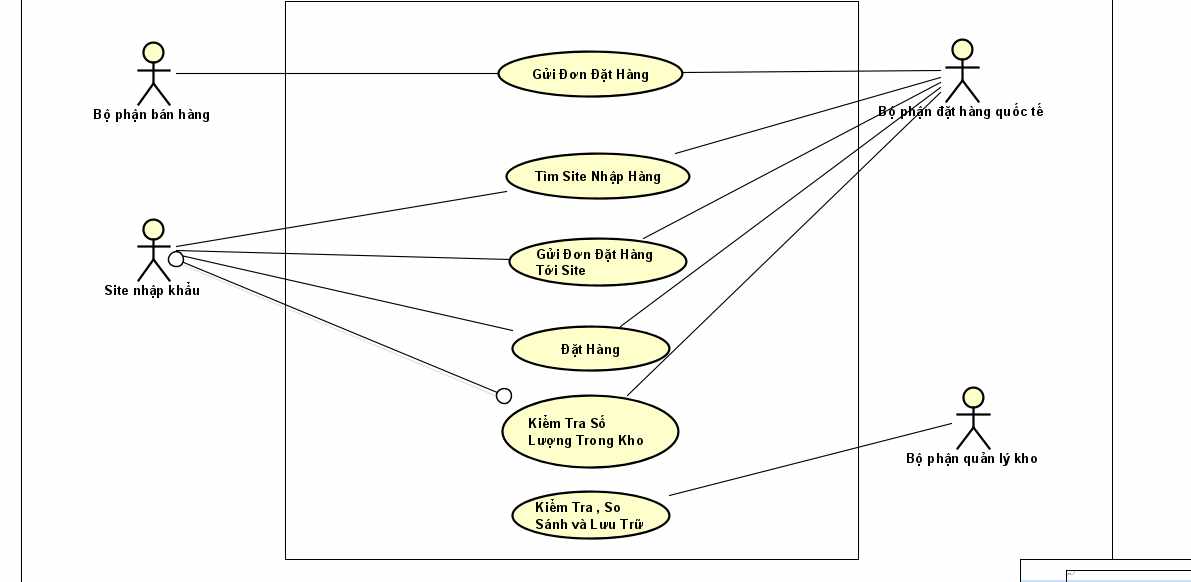 Gửi Đơn Đặt Hàng
Bộ phận bán hàng
Bộ phận đặt hàng quốc tế
Tìm Site Nhập Hàng
Gửi Đơn Đặt Hàng
Tới Site
Site nhập khẩu
Đặt Hàng
Kiểm Tra Số
Lượng Trong Kho
Bộ phận quản lý kho
Kiểm Tra , So
Sánh và Lưu Trữ